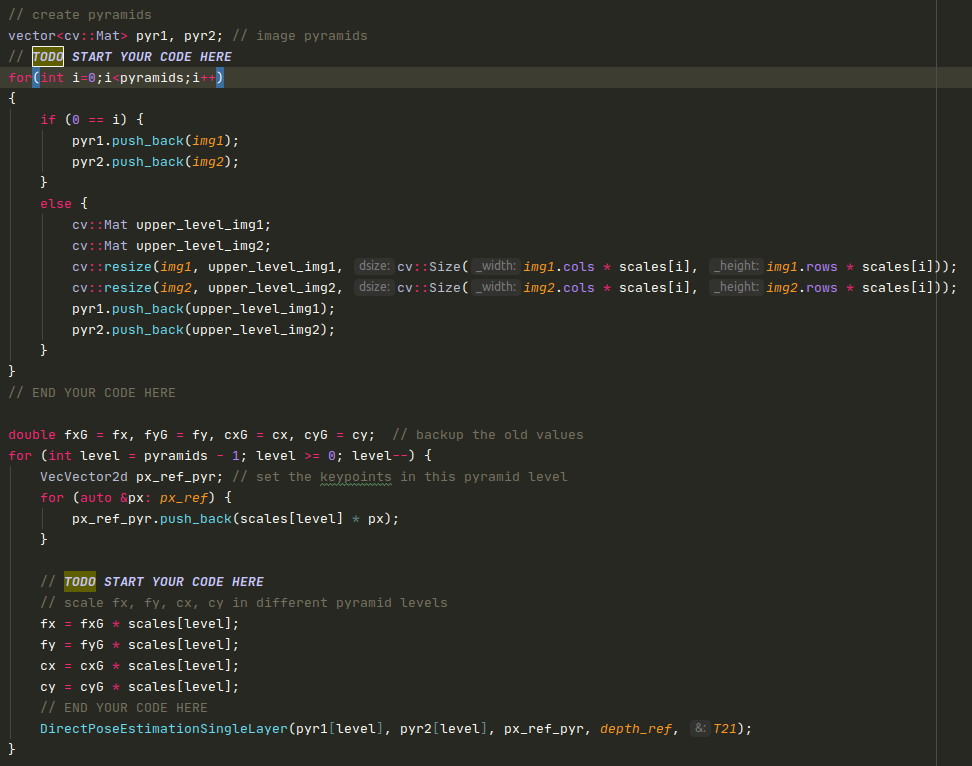 // create pyramids
vector<cv::Mat> pyr1, pyr2; // image pyramids
// TODO START YOUR CODE HERE
for(int i=0;i<pyramids;i++)
{
    if (0 == i) {
        pyr1.push_back(img1);
        pyr2.push_back(img2);
    }
    else {
        cv::Mat upper_level_img1;
        cv::Mat upper_level_img2;
        cv::resize(img1, upper_level_img1, dsize: cv::Size( _width: img1.cols * scales[i], _height: img1.rows * scales[i]));
        cv::resize(img2, upper_level_img2, dsize: cv::Size( _width: img2.cols * scales[i], _height: img2.rows * scales[i]));
        pyr1.push_back(upper_level_img1);
        pyr2.push_back(upper_level_img2);
    }
}
// END YOUR CODE HERE

double fxG = fx, fyG = fy, cxG = cx, cyG = cy;  // backup the old values
for (int level = pyramids - 1; level >= 0; level--) {
    VecVector2d px_ref_pyr; // set the keypoints in this pyramid level
    for (auto &px: px_ref) {
        px_ref_pyr.push_back(scales[level] * px);
    }

    // TODO START YOUR CODE HERE
    // scale fx, fy, cx, cy in different pyramid levels
    fx = fxG * scales[level];
    fy = fyG * scales[level];
    cx = cxG * scales[level];
    cy = cyG * scales[level];
    // END YOUR CODE HERE
    DirectPoseEstimationSingleLayer(pyr1[level], pyr2[level], px_ref_pyr, depth_ref, &: T21);
}